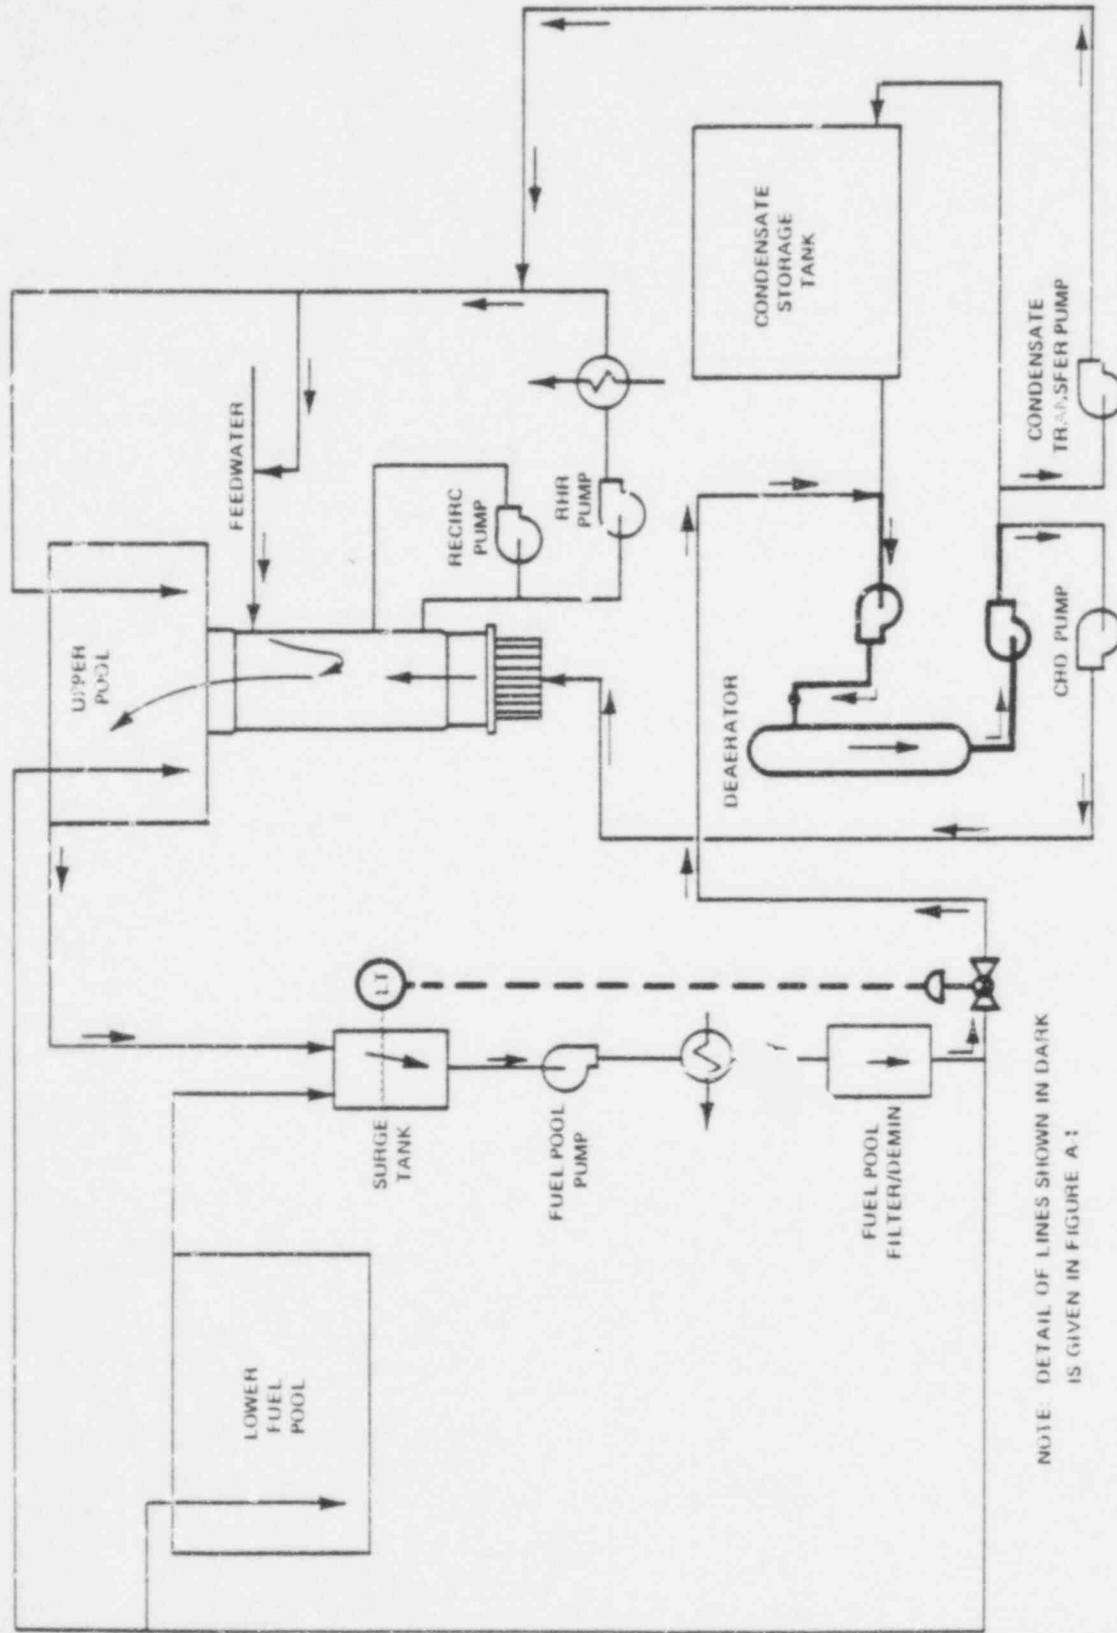 UPPER
POOL
FEEDWATER
RECIRC
PUMP
RHR
PUMP
CONDENSATE
STORAGE
TANK
CONDENSATE
TRANSFER PUMP
CRD PUMP
DEAERATOR
LT
SURGE
TANK
FUEL POOL
PUMP
FUEL POOL
FILTER/DEMIN
LOWER
FUEL
POOL
NOTE: DETAIL OF LINES SHOWN IN DARK
IS GIVEN IN FIGURE A-1